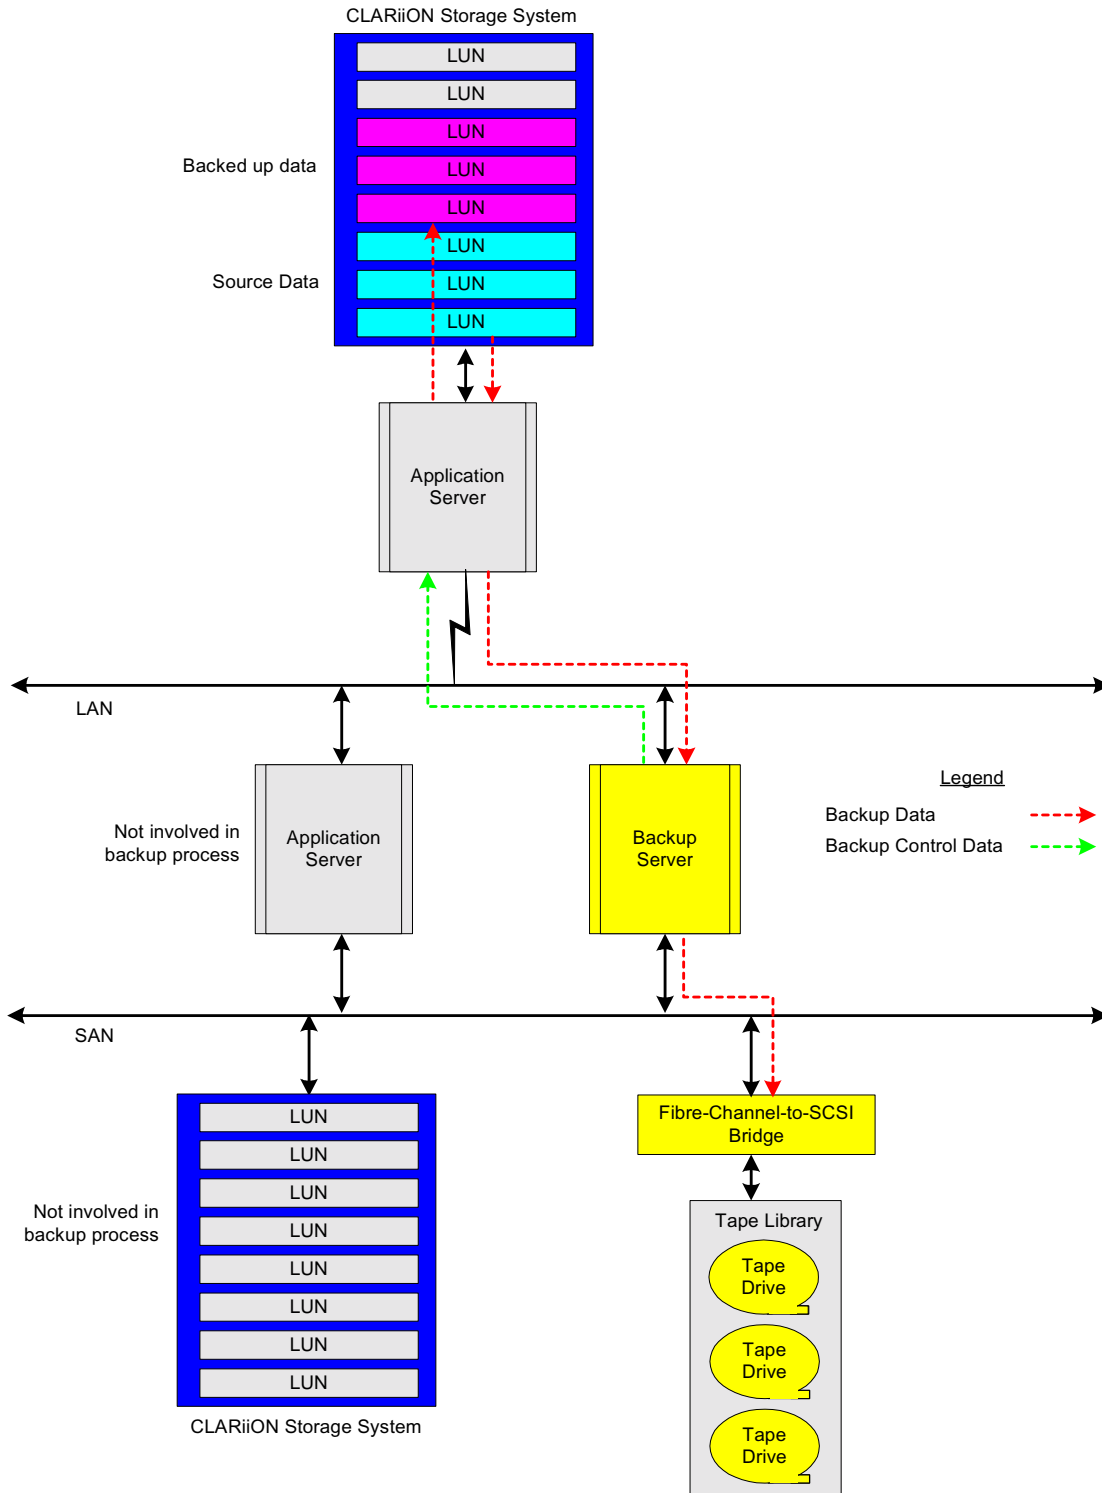 CLARiiON Storage System
LUN
LUN
LUN
Backed up data
LUN
LUN
LUN
Source Data
LUN
LUN
Application
Server
LAN
Legend
Backup Data
Backup Control Data
Not involved in
backup process
Application
Server
Backup
Server
SAN
Fibre-Channel-to-SCSI
Bridge
LUN
LUN
LUN
Not involved in
backup process
LUN
LUN
LUN
LUN
LUN
CLARiiON Storage System
Tape Library
Tape
Drive
Tape
Drive
Tape
Drive